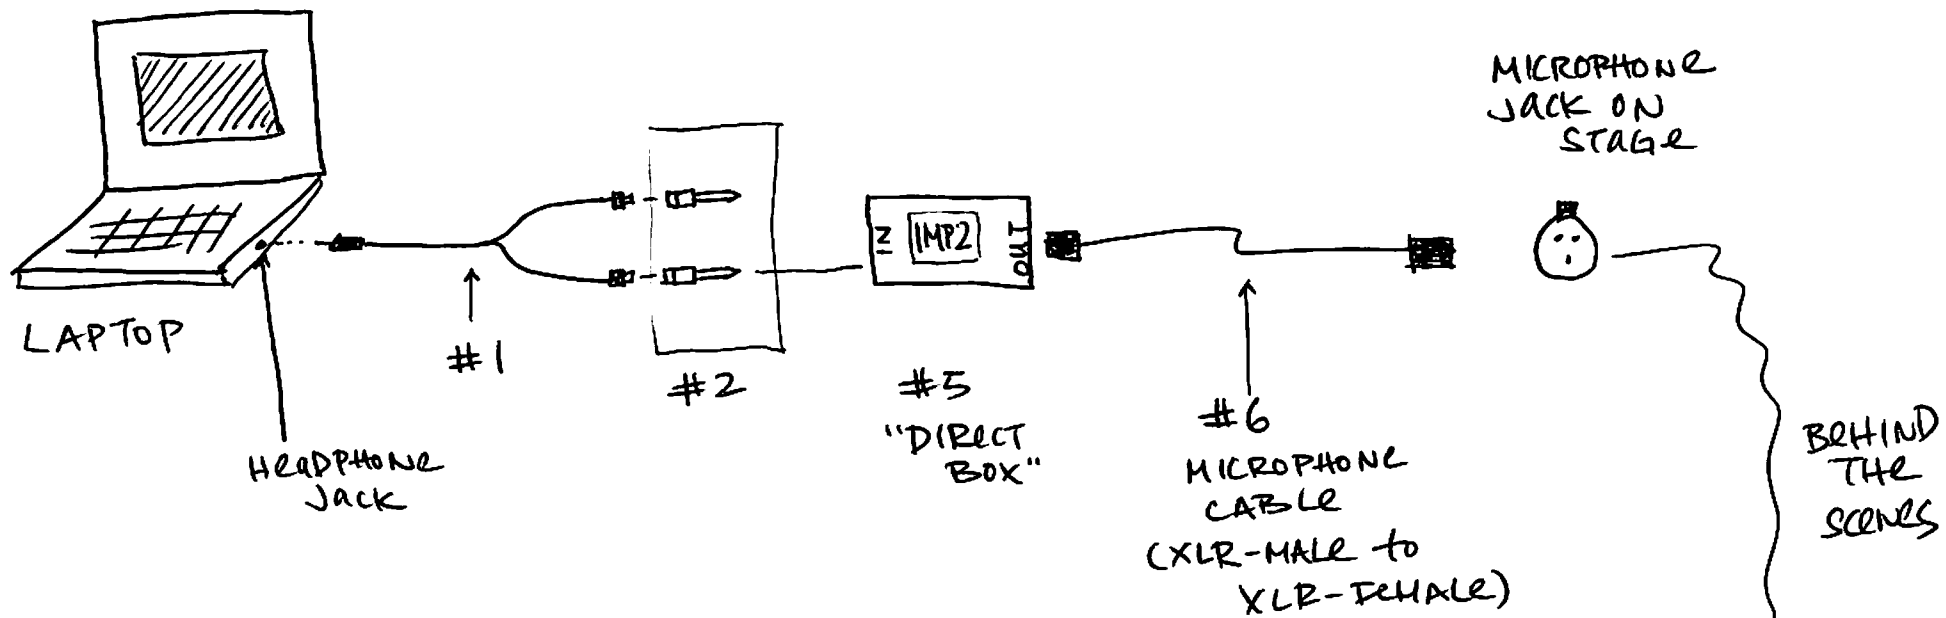 LAPTOP
HEADPHONE
JACK
#1
#2
IN
IMP2
OUT
#5
"DIRECT
BOX"
#6
MICROPHONE
CABLE
(XLR-MALE to
XLR-FEMALE)
MICROPHONE
JACK ON
STAGE
BEHIND
THE
SCENES